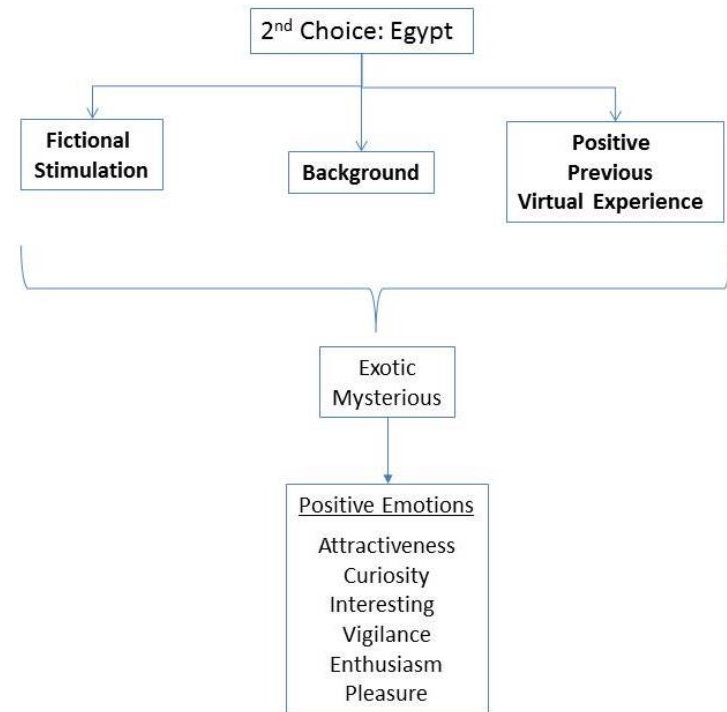 2nd Choice: Egypt
Fictional
Stimulation
Background
Positive
Previous
Virtual Experience
Exotic
Mysterious
Positive Emotions
Attractiveness
Curiosity
Interesting
Vigilance
Enthusiasm
Pleasure